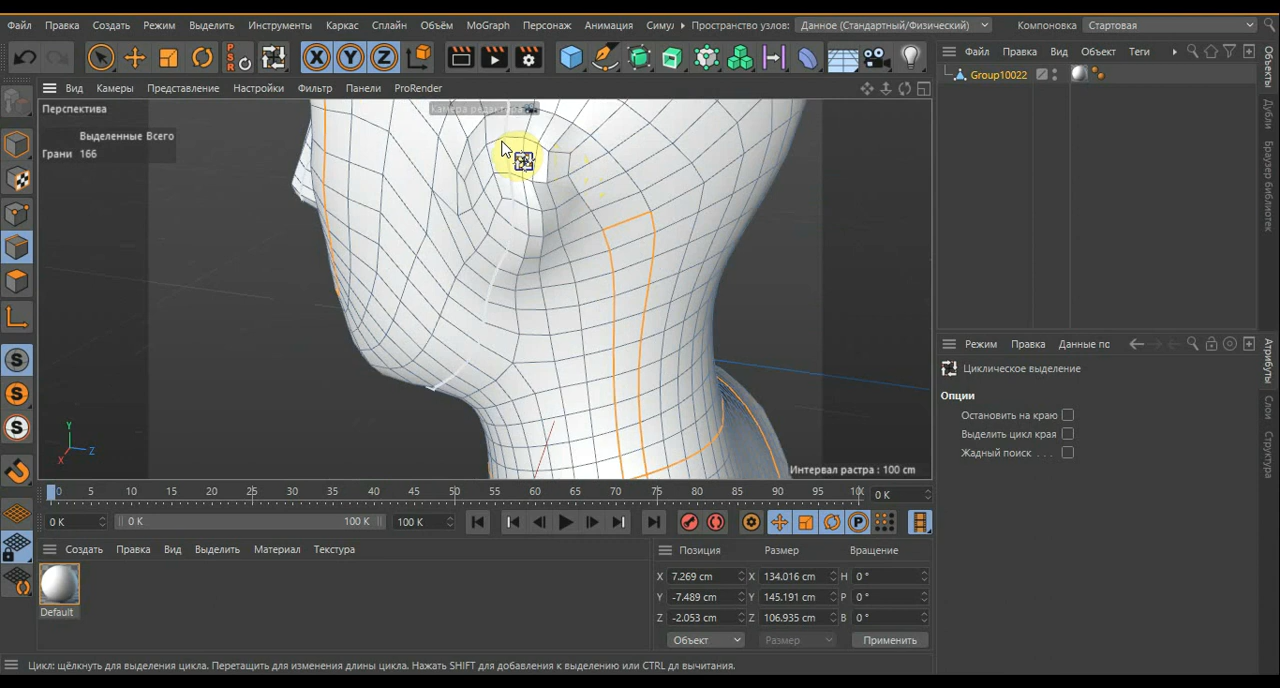 Файл Правка Создать Режим Выделить Инструменты Каркас Сплайн Объём MoGraph Персонаж Анимация Симу Пространство узлов: Данное (Стандартный/Физический) Компоновка Стартовая
PSR X Y Z
Файл Правка Вид Объект Теги
Group10022
Вид Камеры Представление Настройки Фильтр Панели ProRender
Перспектива
Камера редактора
Выделенные Всего
Грани 166
Y
Z
X
Интервал растра : 100 cm
S
S
S
Объекты
Дубли
Браузер библиотек
Режим Правка Данные по
Циклическое выделение
Опции
Остановить на краю
Выделить цикл края
Жадный поиск . . .
Атрибуты
Слои
Структура
0 5 10 15 20 25 30 35 40 45 50 55 60 65 70 75 80 85 90 95 10 0 K
0 K 0 K 100 K 100 K P
Создать Правка Вид Выделить Материал Текстура
Default
Позиция Размер Вращение
X 7.269 cm X 134.016 cm H 0 °
Y -7.489 cm Y 145.191 cm P 0 °
Z -2.053 cm Z 106.935 cm B 0 °
Объект Размер Применить
Цикл: щёлкнуть для выделения цикла. Перетащить для изменения длины цикла. Нажать SHIFT для добавления к выделению или CTRL дл вычитания.